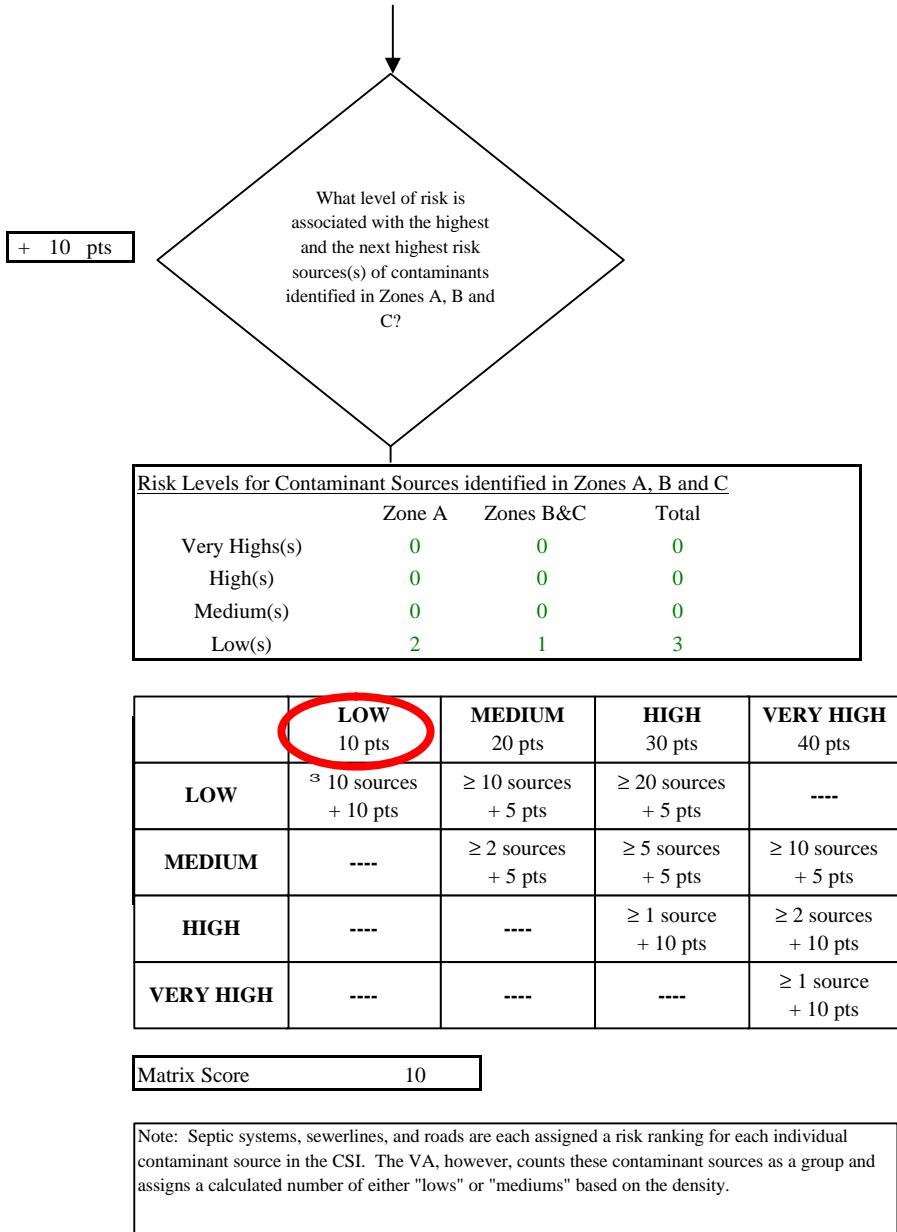 What level of risk is
associated with the highest
and the next highest risk
sources(s) of contaminants
identified in Zones A, B and
C?
+ 10 pts
Risk Levels for Contaminant Sources identified in Zones A, B and C
Zone A Zones B&C Total
Very Highs(s) 0 0 0
High(s) 0 0 0
Medium(s) 0 0 0
Low(s) 2 1 3
LOW MEDIUM HIGH VERY HIGH
10 pts 20 pts 30 pts 40 pts
LOW ³ 10 sources ≥ 10 sources ≥ 20 sources ----
+ 10 pts + 5 pts + 5 pts
MEDIUM ---- ≥ 2 sources ≥ 5 sources ≥ 10 sources
+ 5 pts + 5 pts + 5 pts
HIGH ---- ---- ≥ 1 source ≥ 2 sources
+ 10 pts + 10 pts
VERY HIGH ---- ---- ---- ≥ 1 source
+ 10 pts
Matrix Score 10
Note: Septic systems, sewerlines, and roads are each assigned a risk ranking for each individual
contaminant source in the CSI. The VA, however, counts these contaminant sources as a group and
assigns a calculated number of either "lows" or "mediums" based on the density.